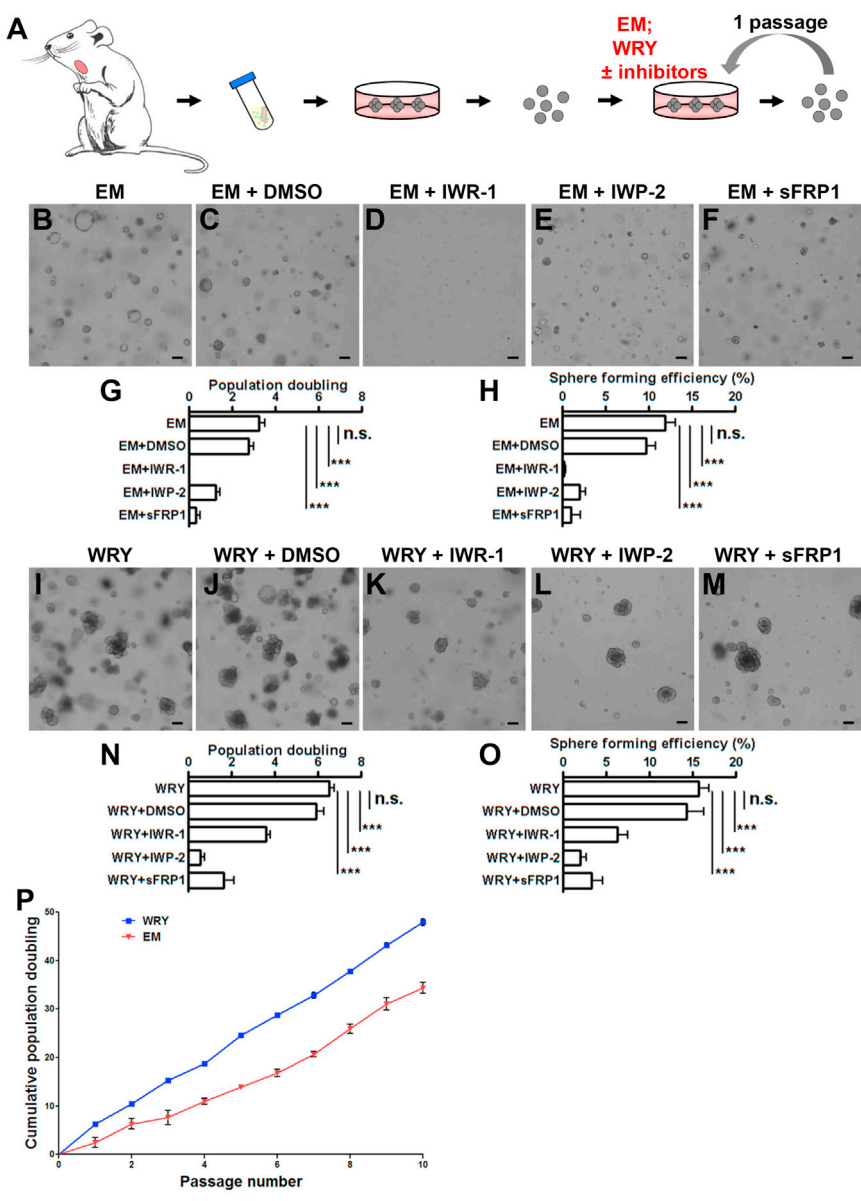 A
EM;
WRY
± inhibitors
1 passage
EM
EM + DMSO
EM + IWR-1
EM + IWP-2
EM + sFRP1
B
C
D
E
F
G
Population doubling
0
4
8
EM
EM+DMSO
EM+IWR-1
EM+IWP-2
EM+sFRP1
n.s.
***
***
***
H
Sphere forming efficiency (%)
0
5
10
15
20
EM
EM+DMSO
EM+IWR-1
EM+IWP-2
EM+sFRP1
n.s.
***
***
***
WRY
WRY + DMSO
WRY + IWR-1
WRY + IWP-2
WRY + sFRP1
I
J
K
L
M
N
Population doubling
0
2
4
6
8
WRY
WRY+DMSO
WRY+IWR-1
WRY+IWP-2
WRY+sFRP1
n.s.
***
***
***
O
Sphere forming efficiency (%)
0
5
10
15
20
WRY
WRY+DMSO
WRY+IWR-1
WRY+IWP-2
WRY+sFRP1
n.s.
***
***
***
P
Cumulative population doubling
50
40
30
20
10
0
WRY
EM
0
2
4
6
8
10
Passage number